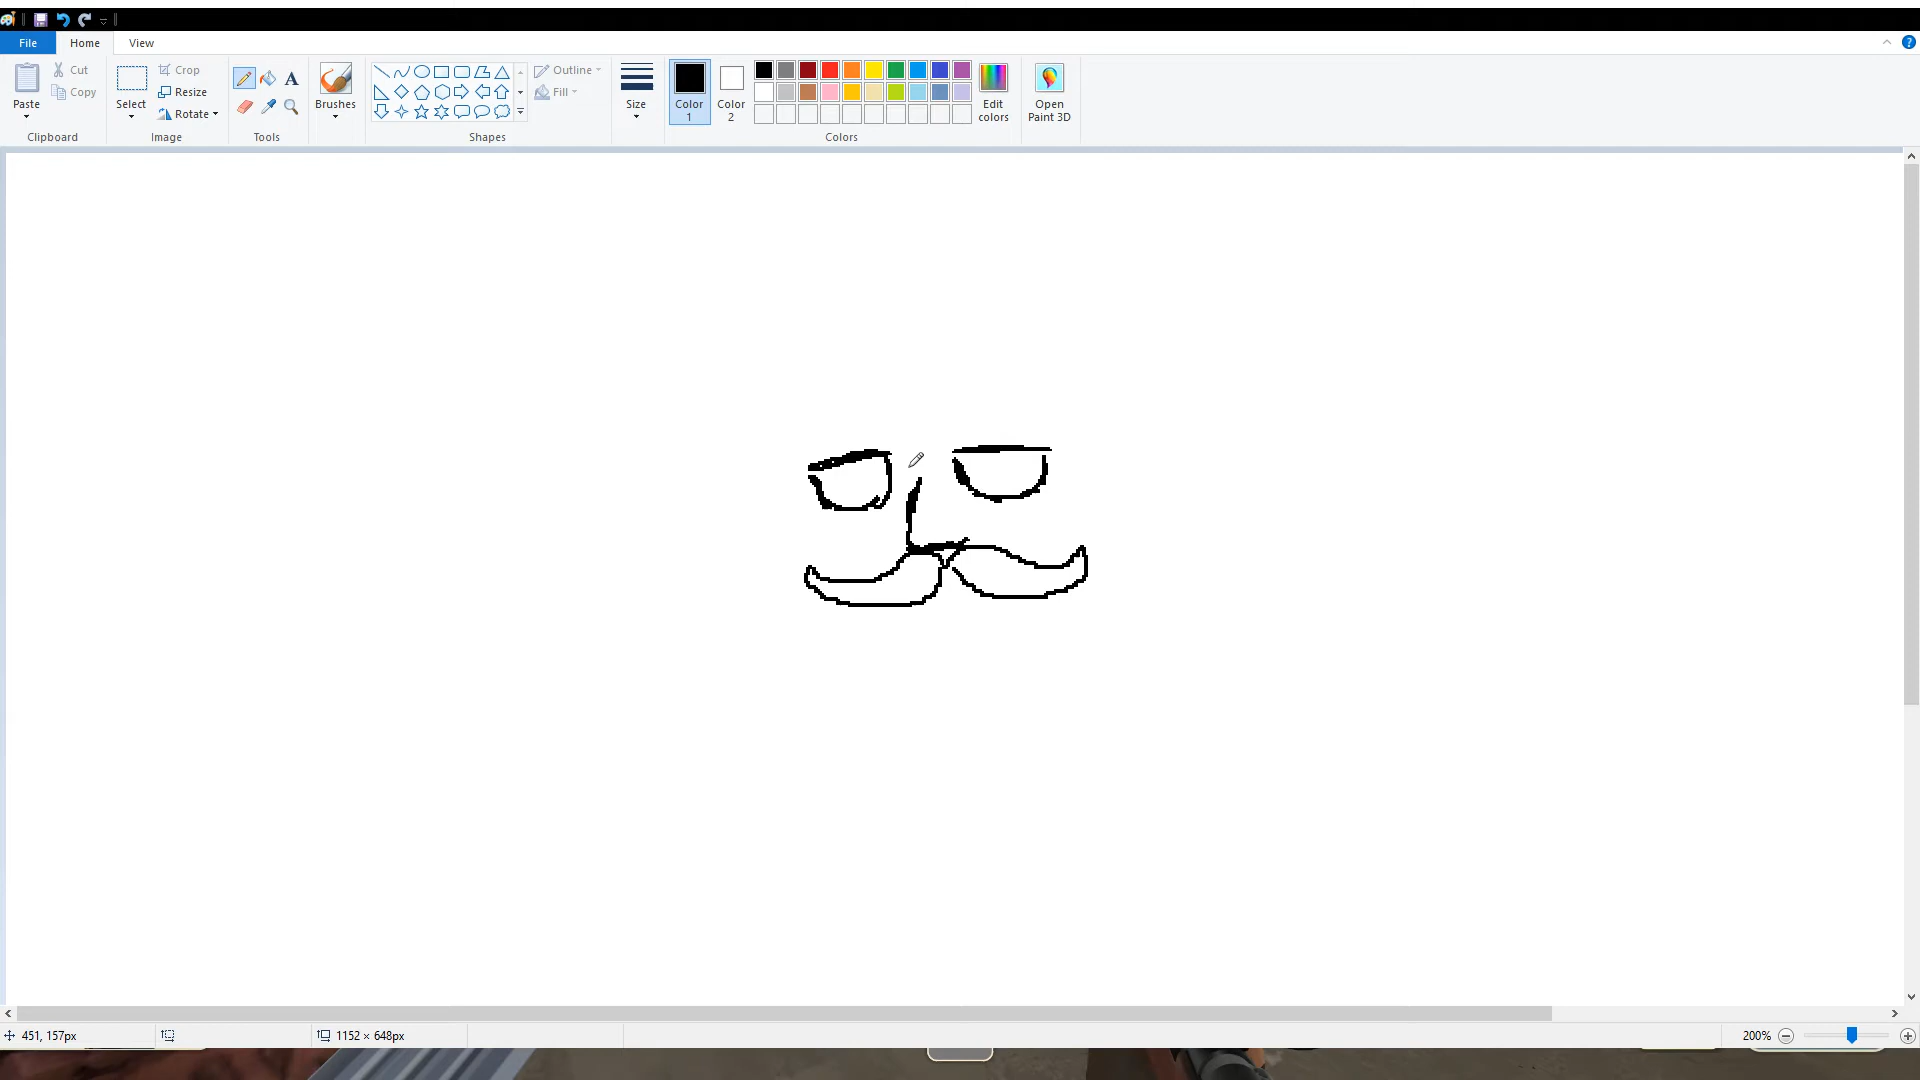 File Home View
Paste
Cut
Copy
Clipboard
Select
Crop
Resize
Rotate
Image
A
Tools
Brushes
Shapes
Outline
Fill
Size
Color 1
Color 2
Colors
Edit colors
Open Paint 3D
451, 157px
1152 × 648px
200%